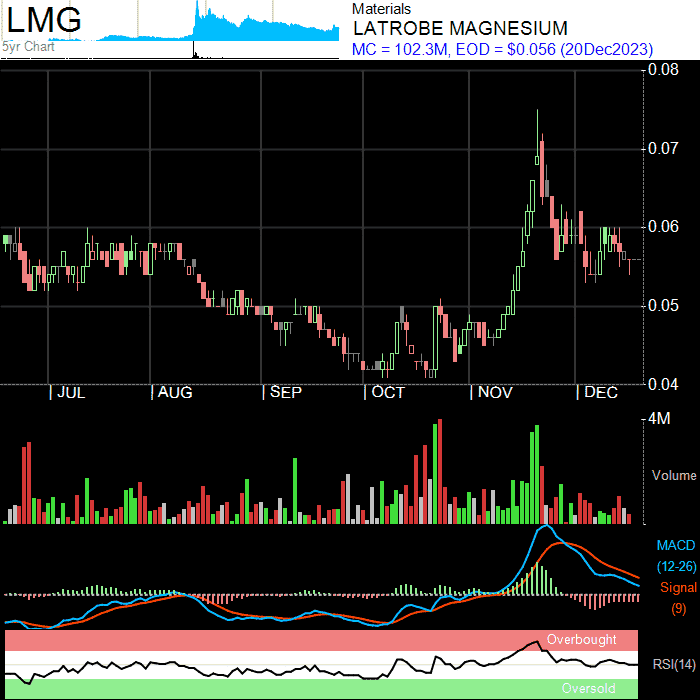 LMG
5yr Chart
Materials
LATROBE MAGNESIUM
MC = 102.3M, EOD = $0.056 (20Dec2023)
0.08
0.07
0.06
0.05
0.04
JUL AUG SEP OCT NOV DEC
4M
Volume
MACD
(12-26)
Signal
(9)
Overbought
RSI(14)
Oversold